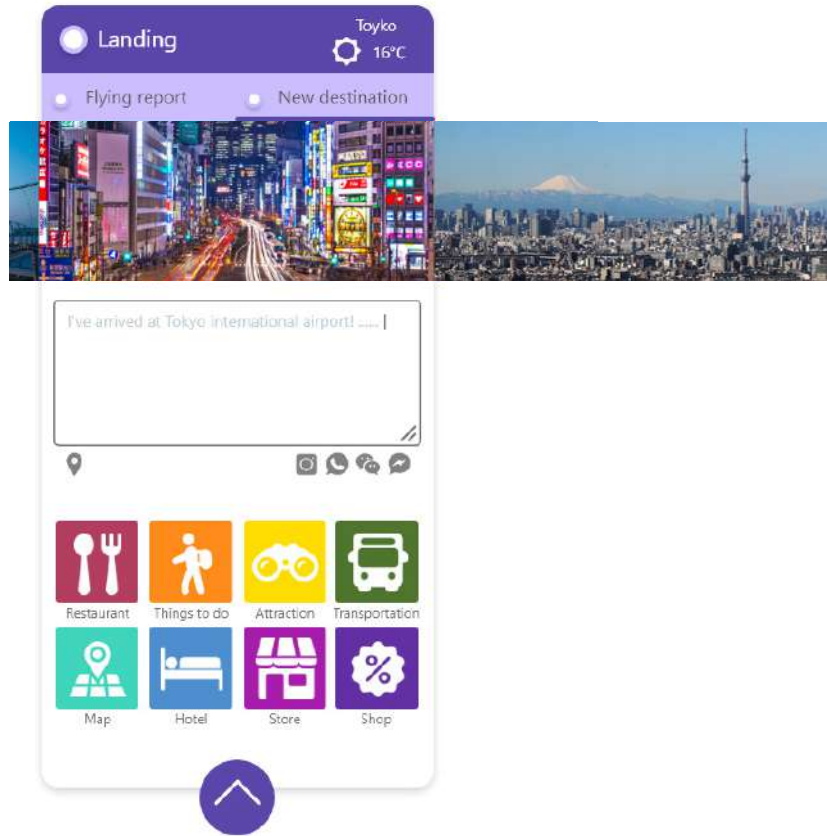 Landing
Toyko
16°C
Flying report
New destination
I've arrived at Tokyo international airport! ...... |
Restaurant
Things to do
Attraction
Transportation
Map
Hotel
Store
Shop